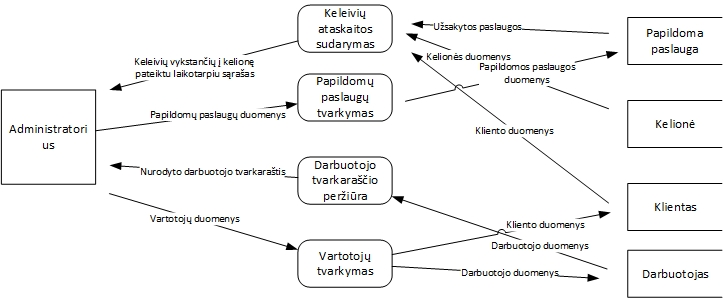 Keleivių
ataskaitos
sudarymas
Užsakytos paslaugos
Papildoma
paslauga
Keleivių vykstančių į kelionę
pateiktu laikotarpiu sąrašas
Kelionės duomenys
Papildomos paslaugos
duomenys
Papildomų
paslaugų
tvarkymas
Papildomų paslaugų duomenys
Administratori
us
Kelionė
Kliento duomenys
Nurodyto darbuotojo tvarkaraštis
Darbuotojo
tvarkaraščio
peržiūra
Klientas
Vartotojų duomenys
Kliento duomenys
Darbuotojo duomenys
Vartotojų
tvarkymas
Darbuotojo duomenys
Darbuotojas